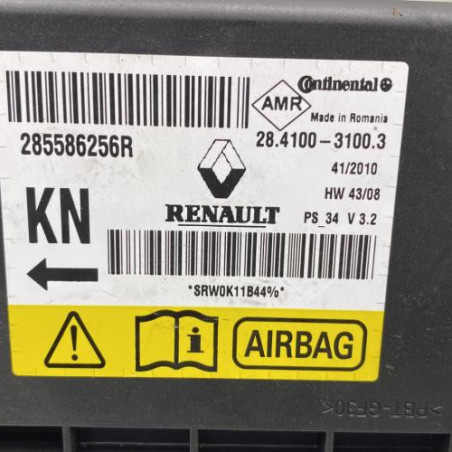 Continental
AMR
Made in Romania
285586256R
28.4100-3100.3
41/2010
HW 43/08
KN
RENAULT
PS_34 V 3.2
*SRW0K11B44%*
i
AIRBAG
>PBT-GF30<